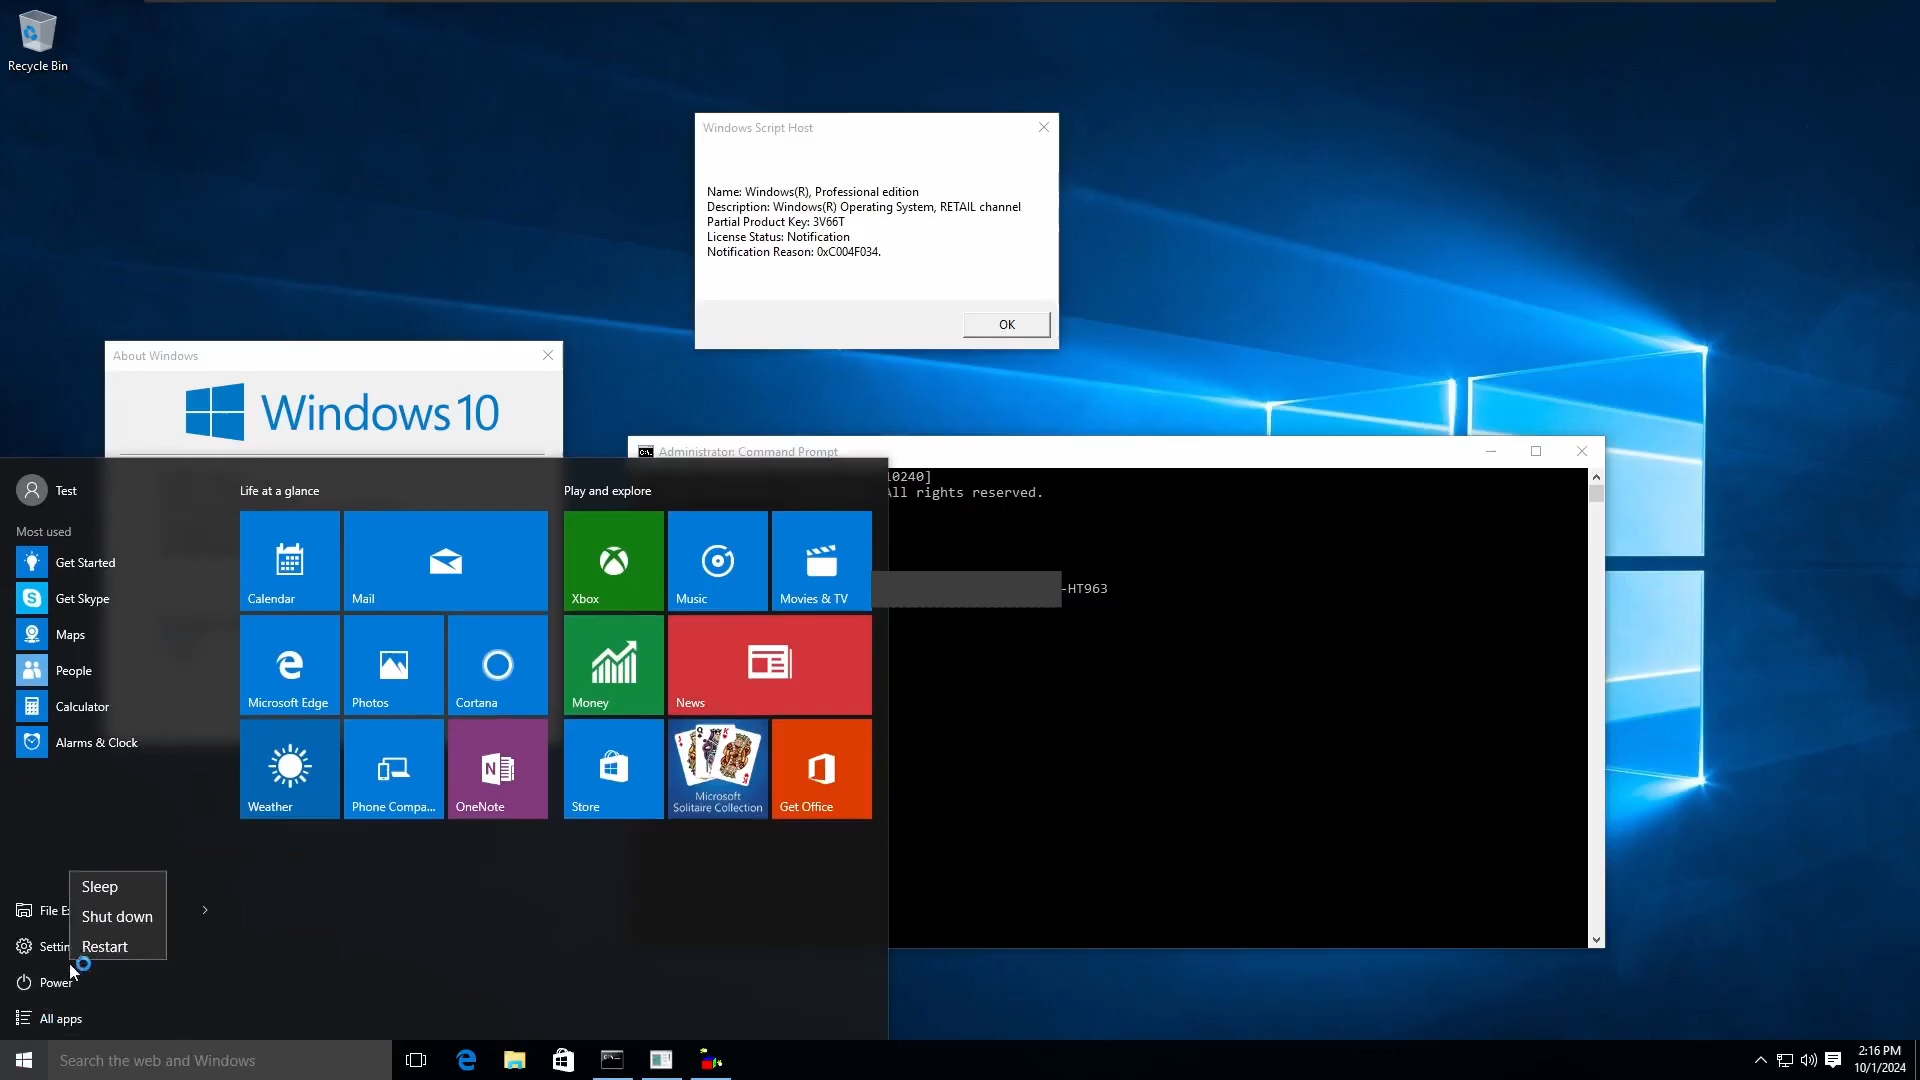 Recycle Bin
Windows Script Host
Name: Windows(R), Professional edition
Description: Windows(R) Operating System, RETAIL channel
Partial Product Key: 3V66T
License Status: Notification
Notification Reason: 0xC004F034.
OK
About Windows
Windows 10
Administrator: Command Prompt
10240]
All rights reserved.
-HT963
Test
Most used
Get Started
Get Skype
Maps
People
Calculator
Alarms & Clock
Life at a glance
Calendar
Mail
Microsoft Edge
Photos
Cortana
Weather
Phone Compa...
OneNote
Play and explore
Xbox
Music
Movies & TV
Money
News
Store
Microsoft
Solitaire Collection
Get Office
Sleep
Shut down
Restart
File E
Settin
Power
All apps
Search the web and Windows
2:16 PM
10/1/2024